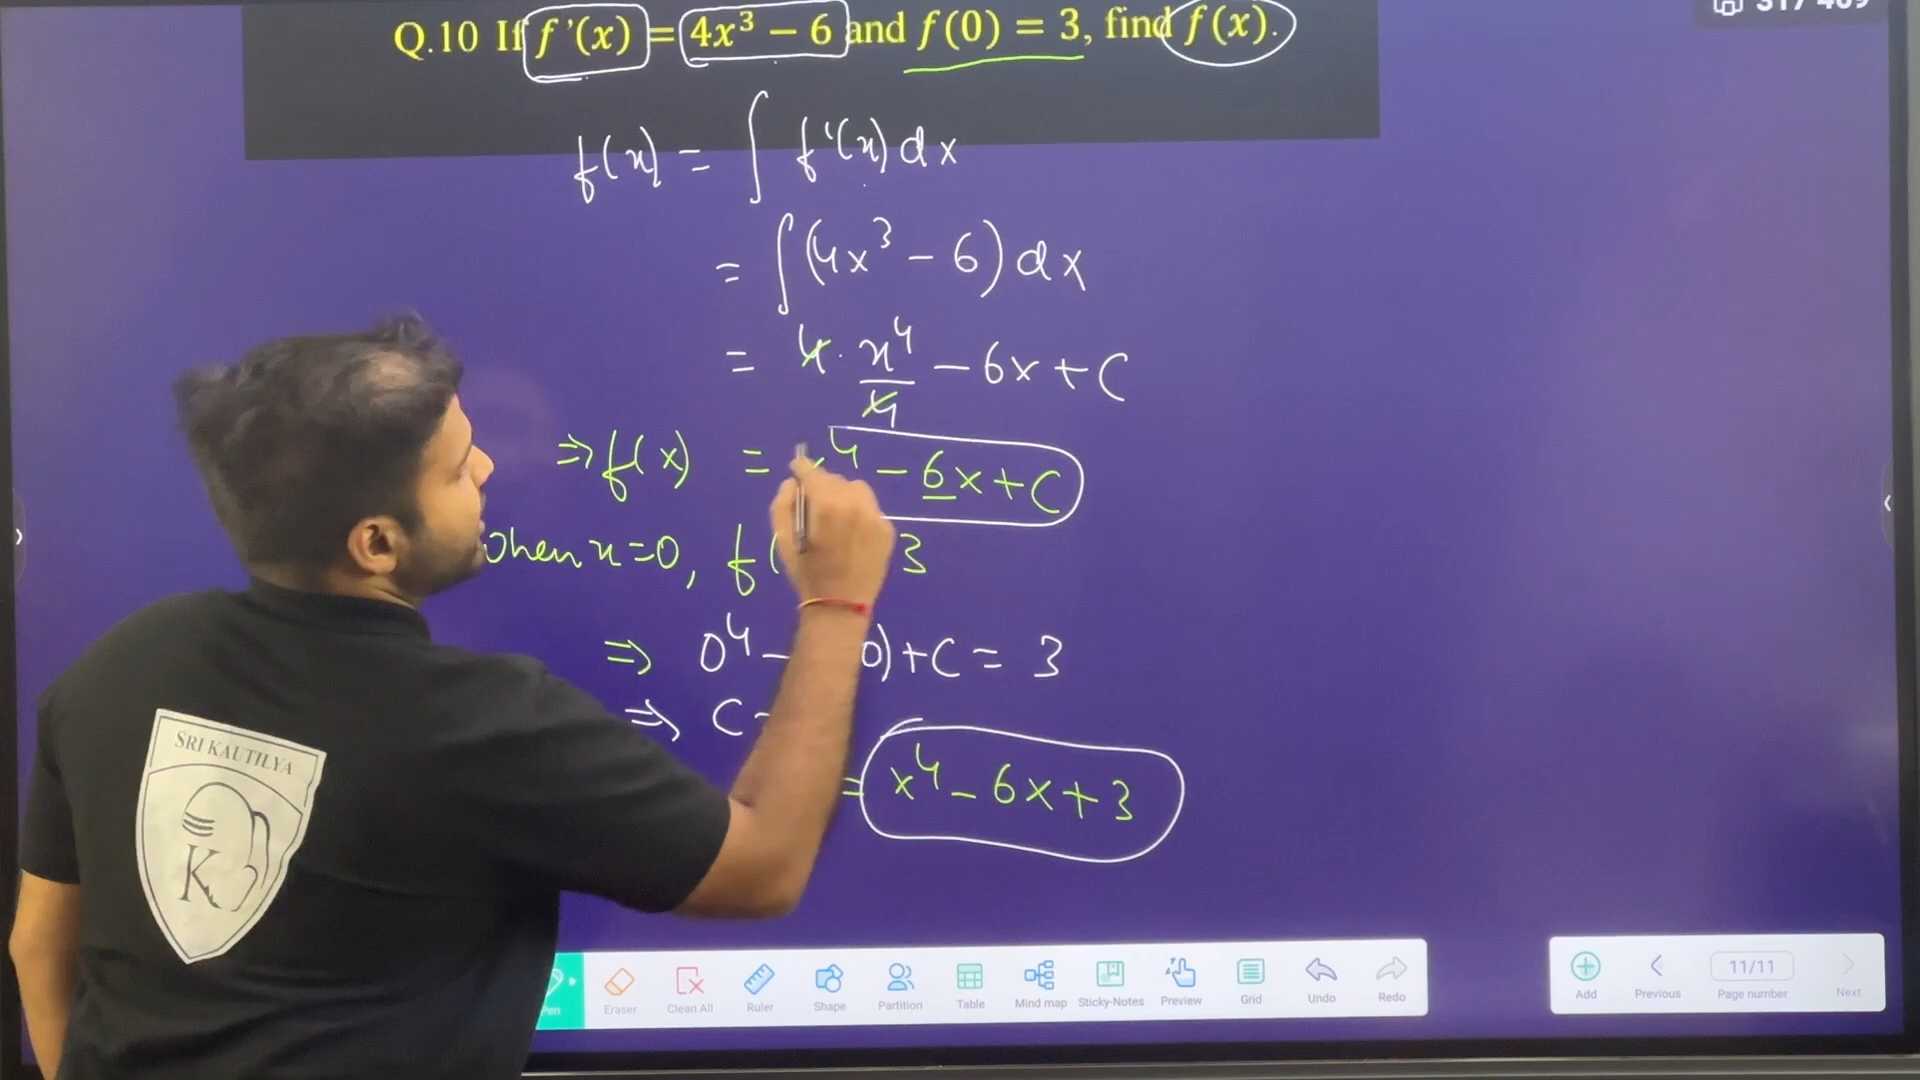 Q.10 If f'(x) = 4x³ – 6 and f(0) = 3, find f(x).
f(x) = ∫ f'(x) dx
= ∫(4x³ – 6) dx
= 4 · x⁴/4 – 6x + C
⇒ f(x) = x⁴ – 6x + C
When x = 0, f( 3
⇒ 0⁴ – 0) + C = 3
⇒ C =
= x⁴ – 6x + 3
SRI KAUTILYA
K
Pen Eraser Clean All Ruler Shape Partition Table Mind map Sticky-Notes Preview Grid Undo Redo
Add Previous 11/11 Page number Next